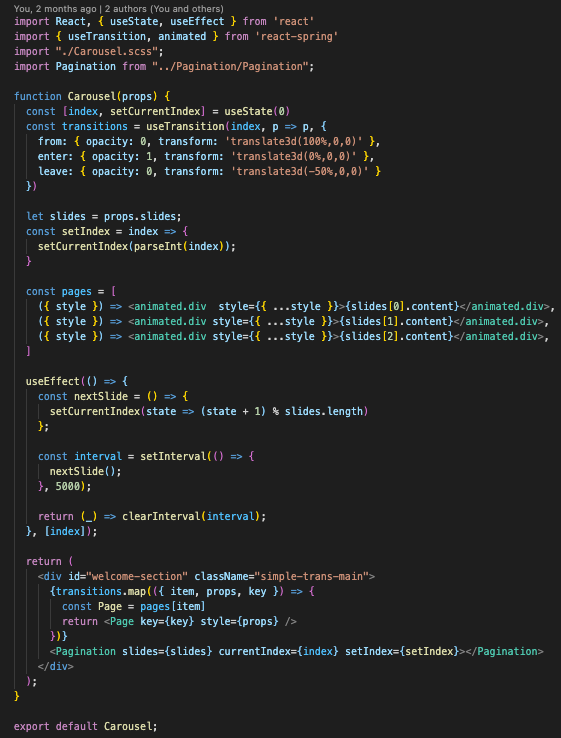 You, 2 months ago | 2 authors (You and others)
import React, { useState, useEffect } from 'react'
import { useTransition, animated } from 'react-spring'
import "./Carousel.scss";
import Pagination from "../Pagination/Pagination";

function Carousel(props) {
  const [index, setCurrentIndex] = useState(0)
  const transitions = useTransition(index, p => p, {
    from: { opacity: 0, transform: 'translate3d(100%,0,0)' },
    enter: { opacity: 1, transform: 'translate3d(0%,0,0)' },
    leave: { opacity: 0, transform: 'translate3d(-50%,0,0)' }
  })

  let slides = props.slides;
  const setIndex = index => {
    setCurrentIndex(parseInt(index));
  }

  const pages = [
    ({ style }) => <animated.div  style={{ ...style }}>{slides[0].content}</animated.div>,
    ({ style }) => <animated.div style={{ ...style }}>{slides[1].content}</animated.div>,
    ({ style }) => <animated.div style={{ ...style }}>{slides[2].content}</animated.div>,
  ]

  useEffect(() => {
    const nextSlide = () => {
      setCurrentIndex(state => (state + 1) % slides.length)
    };

    const interval = setInterval(() => {
      nextSlide();
    }, 5000);

    return (_) => clearInterval(interval);
  }, [index]);

  return (
    <div id="welcome-section" className="simple-trans-main">
      {transitions.map(({ item, props, key }) => {
        const Page = pages[item]
        return <Page key={key} style={props} />
      })}
      <Pagination slides={slides} currentIndex={index} setIndex={setIndex}></Pagination>
    </div>
  );
}

export default Carousel;